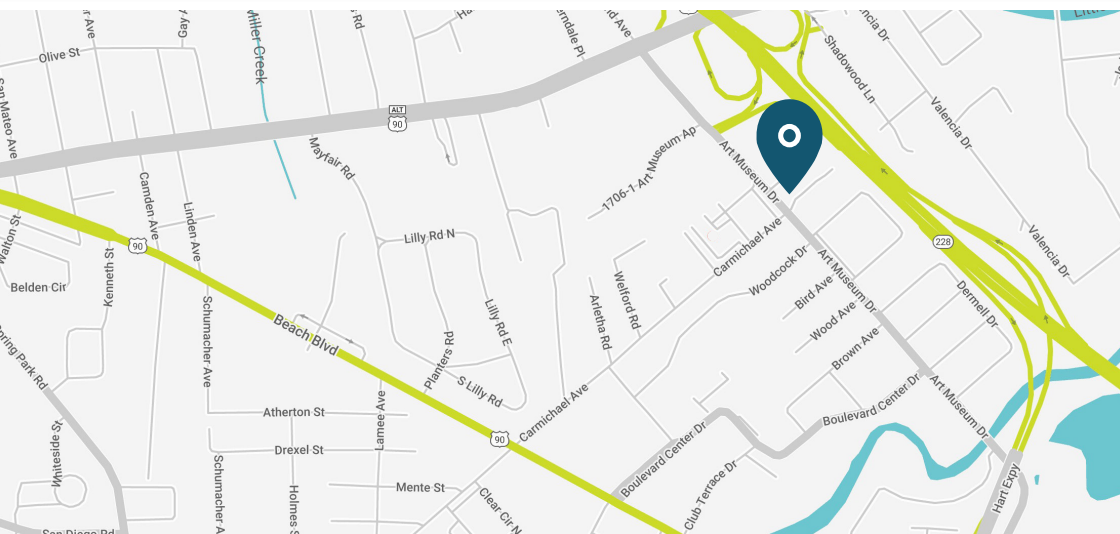 Olive St
Miller Creek
Shadowood Ln
Valencia Dr
San Mateo Ave
ALT
90
Mayfair Rd
1706-1-Art Museum Ap
Art Museum Dr
Camden Ave
Linden Ave
Walton St
90
Lilly Rd N
Carmichael Ave
228
Valencia Dr
Kenneth St
Belden Cir
Woodcock Dr
Art Museum Dr
Bird Ave
Welford Rd
Arletha Rd
Dermell Dr
Schumacher Ave
Beach Blvd
Lilly Rd E
Wood Ave
Brown Ave
Planters Rd
S Lilly Rd
Spring Park Rd
Lamee Ave
Atherton St
Carmichael Ave
Boulevard Center Dr
Art Museum Dr
90
Whiteside St
Drexel St
Boulevard Center Dr
Club Terrace Dr
Mente St
Schumacher A
Holmes S
Clear Cir N
Hart Expy
San Diego Rd